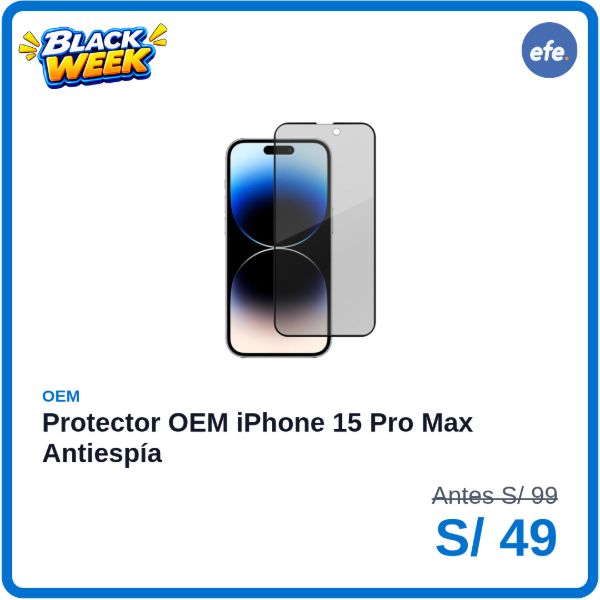 BLACK
WEEK
efe.
OEM
Protector OEM iPhone 15 Pro Max
Antiespía
Antes S/ 99
S/ 49